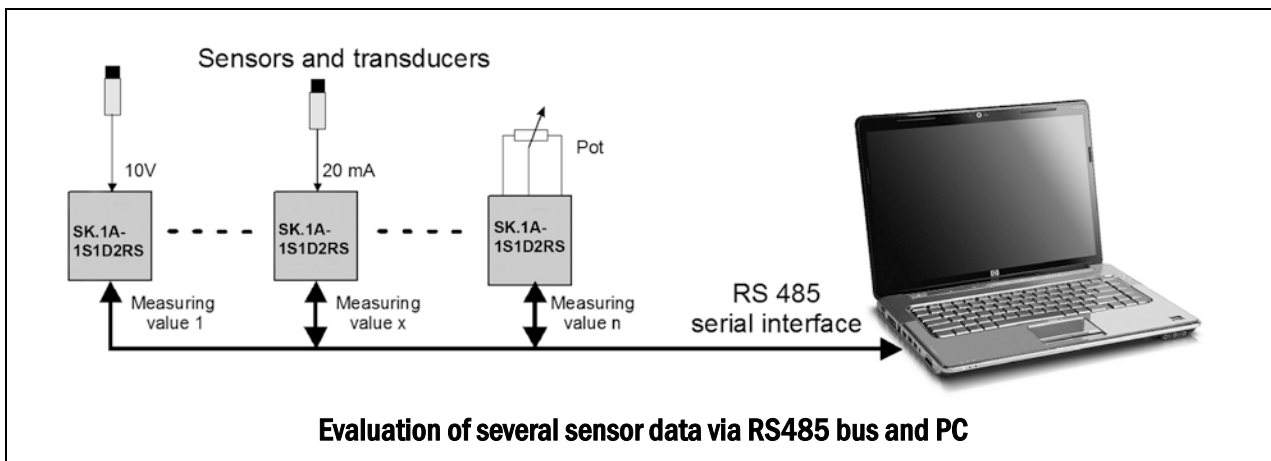 Sensors and transducers
10V
20 mA
Pot
SK.1A-
1S1D2RS
SK.1A-
1S1D2RS
SK.1A-
1S1D2RS
Measuring
value 1
Measuring
value x
Measuring
value n
RS 485
serial interface
Evaluation of several sensor data via RS485 bus and PC